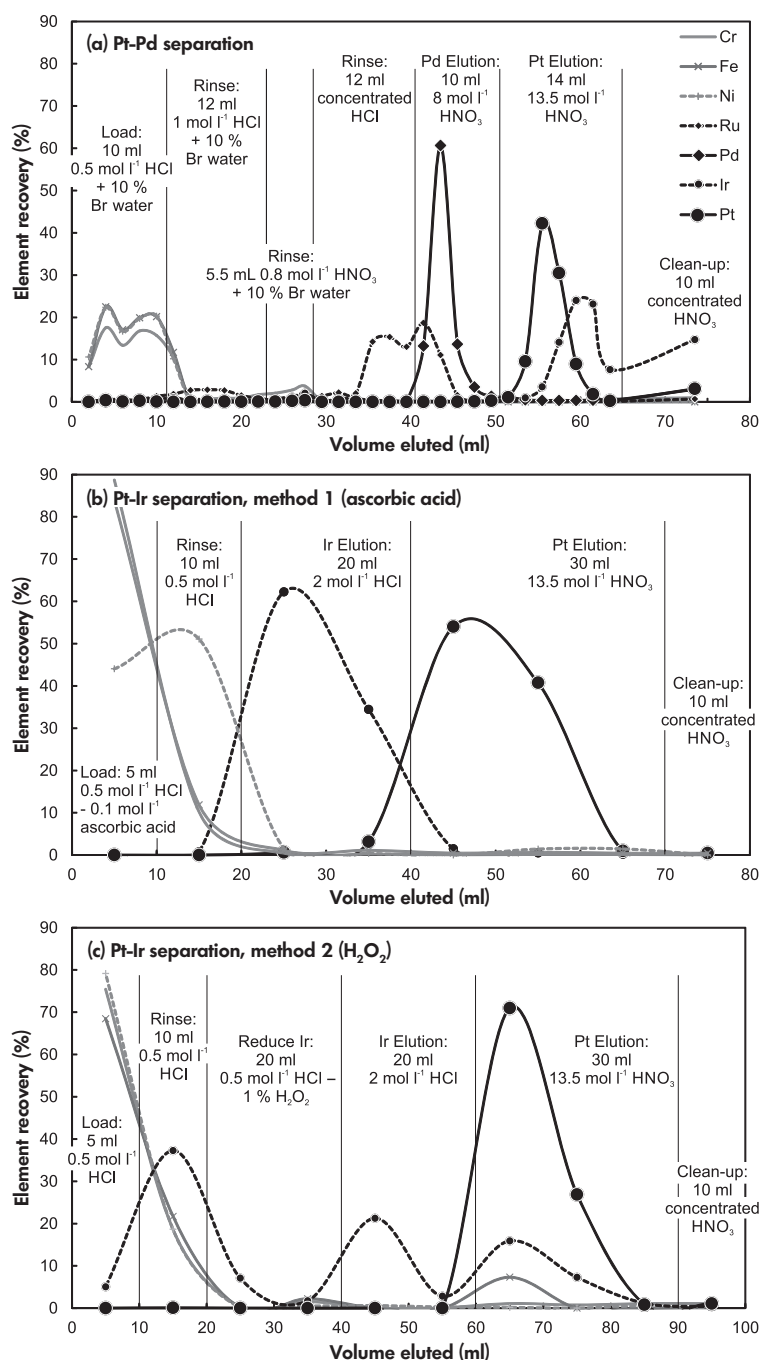 (a) Pt-Pd separation
Element recovery (%)
90
80
70
60
50
40
30
20
10
0
Load:
10 ml
0.5 mol l⁻¹ HCl
+ 10 %
Br water
Rinse:
12 ml
1 mol l⁻¹ HCl
+ 10 %
Br water
Rinse:
5.5 mL 0.8 mol l⁻¹ HNO₃
+ 10 % Br water
Rinse:
12 ml
concentrated
HCl
Pd Elution:
10 ml
8 mol l⁻¹
HNO₃
Pt Elution:
14 ml
13.5 mol l⁻¹
HNO₃
Clean-up:
10 ml
concentrated
HNO₃
Cr
Fe
Ni
Ru
Pd
Ir
Pt
0 10 20 30 40 50 60 70 80
Volume eluted (ml)
(b) Pt-Ir separation, method 1 (ascorbic acid)
Element recovery (%)
90
80
70
60
50
40
30
20
10
0
Load: 5 ml
0.5 mol l⁻¹ HCl
- 0.1 mol l⁻¹
ascorbic acid
Rinse:
10 ml
0.5 mol l⁻¹
HCl
Ir Elution:
20 ml
2 mol l⁻¹ HCl
Pt Elution:
30 ml
13.5 mol l⁻¹ HNO₃
Clean-up:
10 ml
concentrated
HNO₃
0 10 20 30 40 50 60 70 80
Volume eluted (ml)
(c) Pt-Ir separation, method 2 (H₂O₂)
Element recovery (%)
90
80
70
60
50
40
30
20
10
0
Load:
5 ml
0.5 mol l⁻¹
HCl
Rinse:
10 ml
0.5 mol l⁻¹
HCl
Reduce Ir:
20 ml
0.5 mol l⁻¹ HCl –
1 % H₂O₂
Ir Elution:
20 ml
2 mol l⁻¹ HCl
Pt Elution:
30 ml
13.5 mol l⁻¹ HNO₃
Clean-up:
10 ml
concentrated
HNO₃
0 10 20 30 40 50 60 70 80 90 100
Volume eluted (ml)